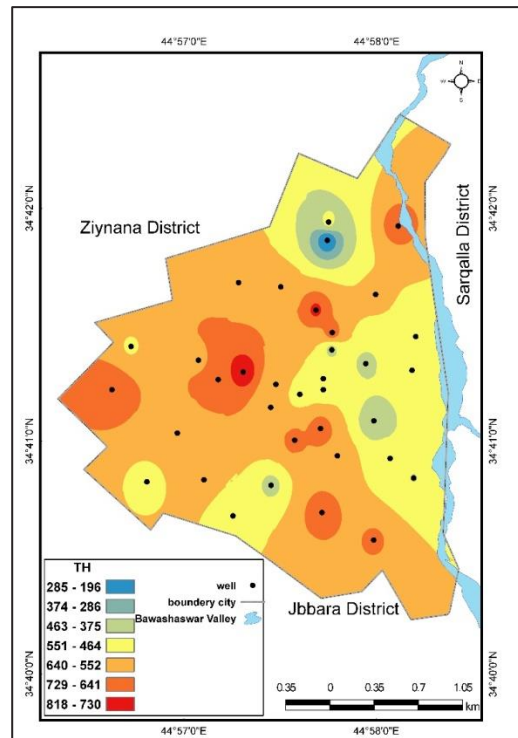 44°57'0"E
44°58'0"E
N
34°42'0"N
34°42'0"N
Ziynana District
Sarqalla District
34°41'0"N
34°41'0"N
Jbbara District
TH
285 - 196
374 - 286
463 - 375
551 - 464
640 - 552
729 - 641
818 - 730
well
boundery city
Bawashaswar Valley
34°40'0"N
34°40'0"N
0.35 0 0.35 0.7 1.05
km
44°57'0"E
44°58'0"E